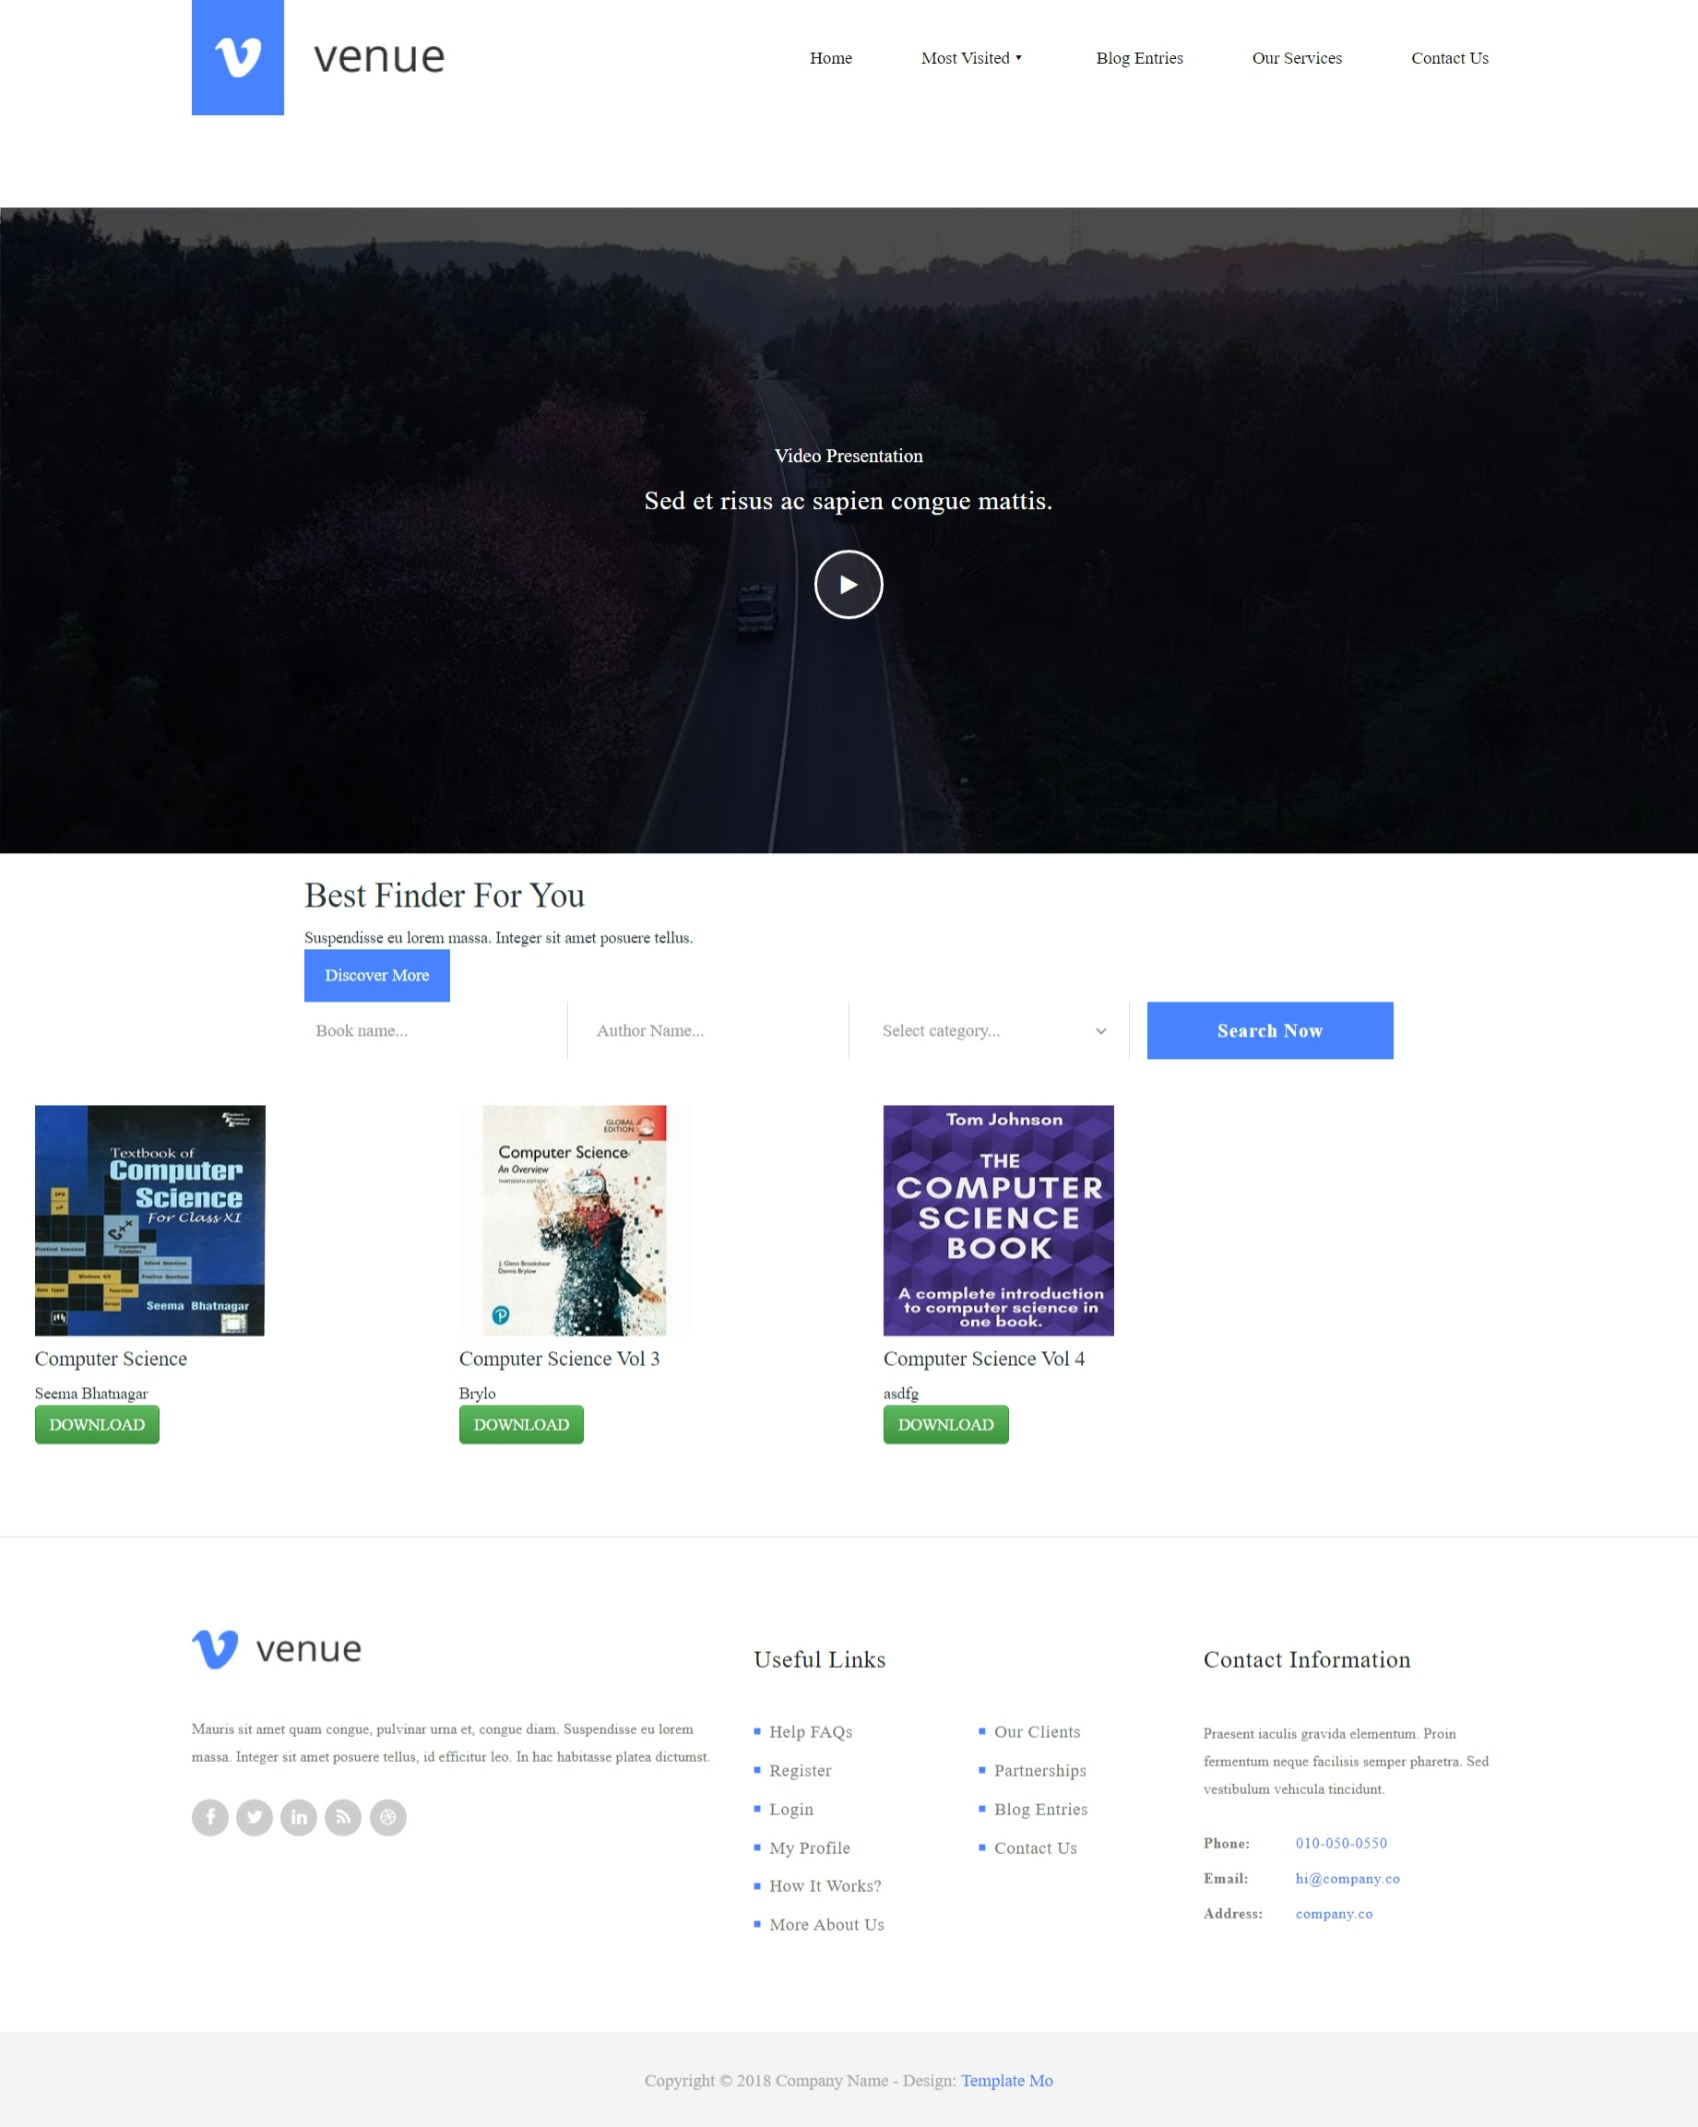 venue
Home
Most Visited
Blog Entries
Our Services
Contact Us
Video Presentation
Sed et risus ac sapien congue mattis.
Best Finder For You
Suspendisse eu lorem massa. Integer sit amet posuere tellus.
Discover More
Book name...
Author Name...
Select category...
Search Now
Textbook of
Computer
Science
For Class XI
Seema Bhatnagar
GLOBAL
EDITION
Computer Science
An Overview
THIRTEENTH EDITION
J. Glenn Brookshear
Dennis Brylow
Tom Johnson
THE
COMPUTER
SCIENCE
BOOK
A complete introduction
to computer science in
one book.
Computer Science
Seema Bhatnagar
DOWNLOAD
Computer Science Vol 3
Brylo
DOWNLOAD
Computer Science Vol 4
asdfg
DOWNLOAD
venue
Mauris sit amet quam congue, pulvinar urna et, congue diam. Suspendisse eu lorem
massa. Integer sit amet posuere tellus, id efficitur leo. In hac habitasse platea dictumst.
Useful Links
Help FAQs
Register
Login
My Profile
How It Works?
More About Us
Our Clients
Partnerships
Blog Entries
Contact Us
Contact Information
Praesent iaculis gravida elementum. Proin
fermentum neque facilisis semper pharetra. Sed
vestibulum vehicula tincidunt.
Phone: 010-050-0550
Email: hi@company.co
Address: company.co
Copyright © 2018 Company Name - Design: Template Mo